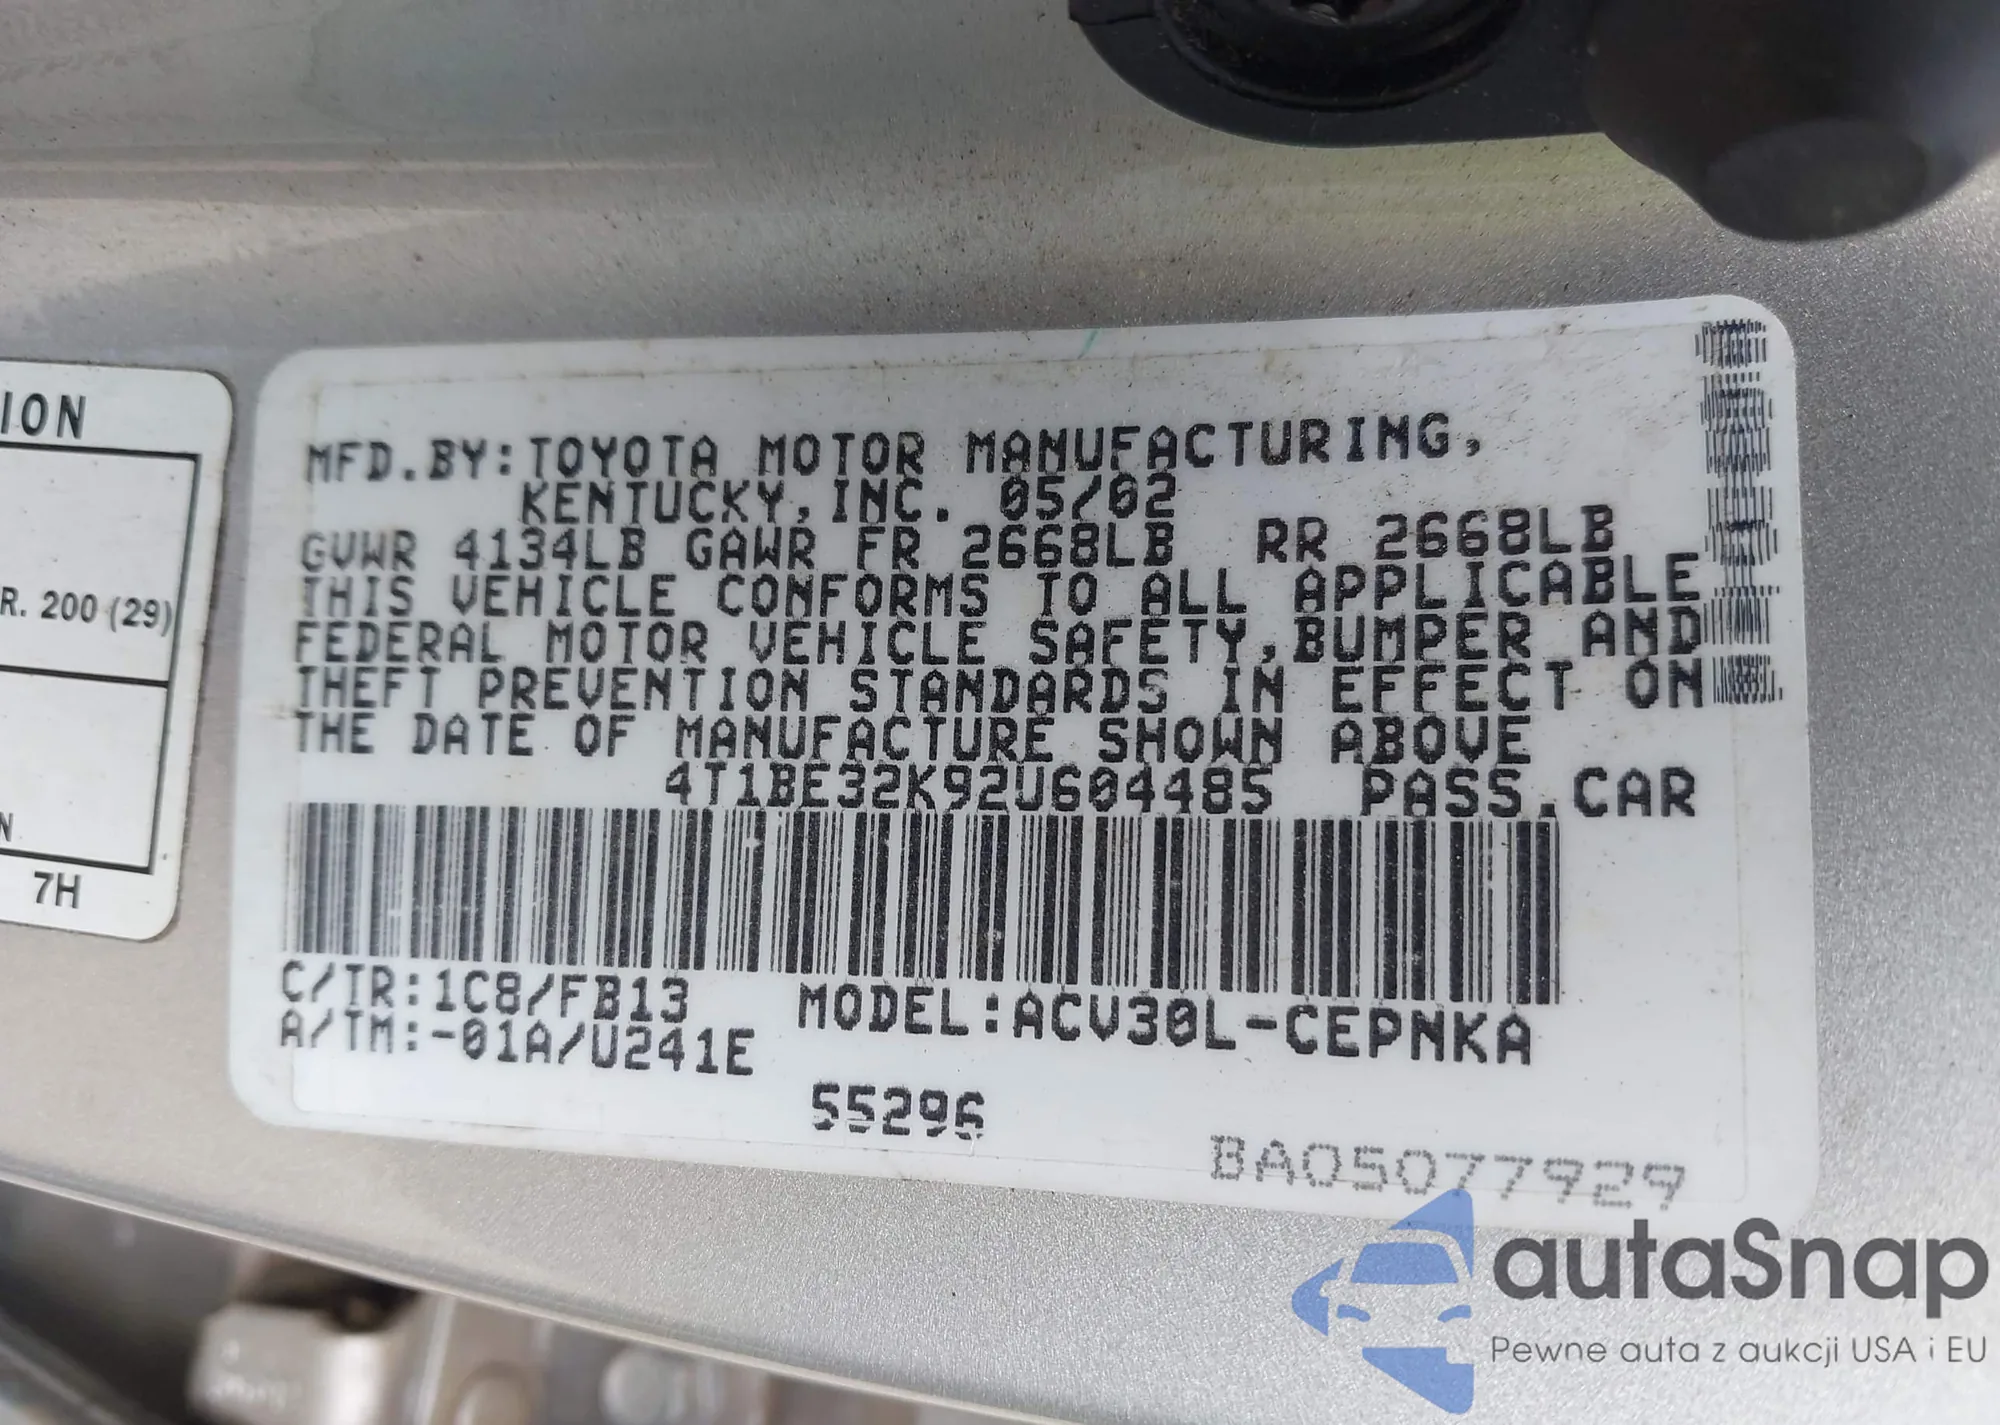 ION
R. 200 (29)
N
7H
MFD.BY:TOYOTA MOTOR MANUFACTURING,
KENTUCKY,INC. 05/02
GVWR 4134LB GAWR FR 2668LB RR 2668LB
THIS VEHICLE CONFORMS TO ALL APPLICABLE
FEDERAL MOTOR VEHICLE SAFETY,BUMPER AND
THEFT PREVENTION STANDARDS IN EFFECT ON
THE DATE OF MANUFACTURE SHOWN ABOVE
4T1BE32K92U604485 PASS.CAR
C/TR:1C8/FB13
A/TM:-01A/U241E
MODEL:ACV30L-CEPNKA
55296
BA05077929
autoSnap
Pewne auta z aukcji USA i EU